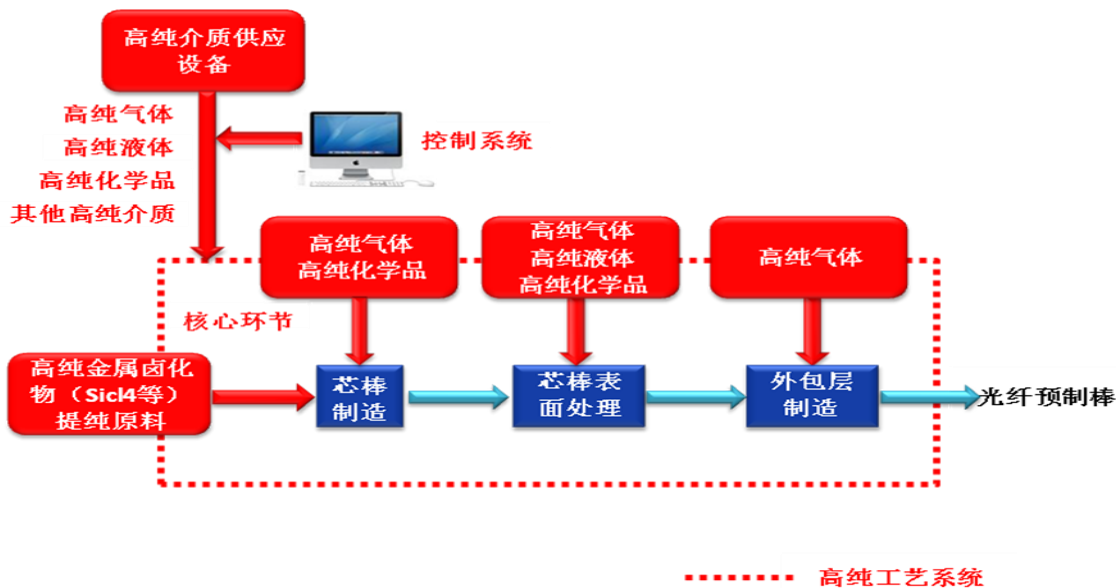 高纯介质供应
设备
高纯气体
高纯液体
高纯化学品
其他高纯介质
控制系统
高纯气体
高纯化学品
高纯气体
高纯液体
高纯化学品
高纯气体
核心环节
高纯金属卤化
物（Sicl4等）
提纯原料
芯棒
制造
芯棒表
面处理
外包层
制造
光纤预制棒
高纯工艺系统